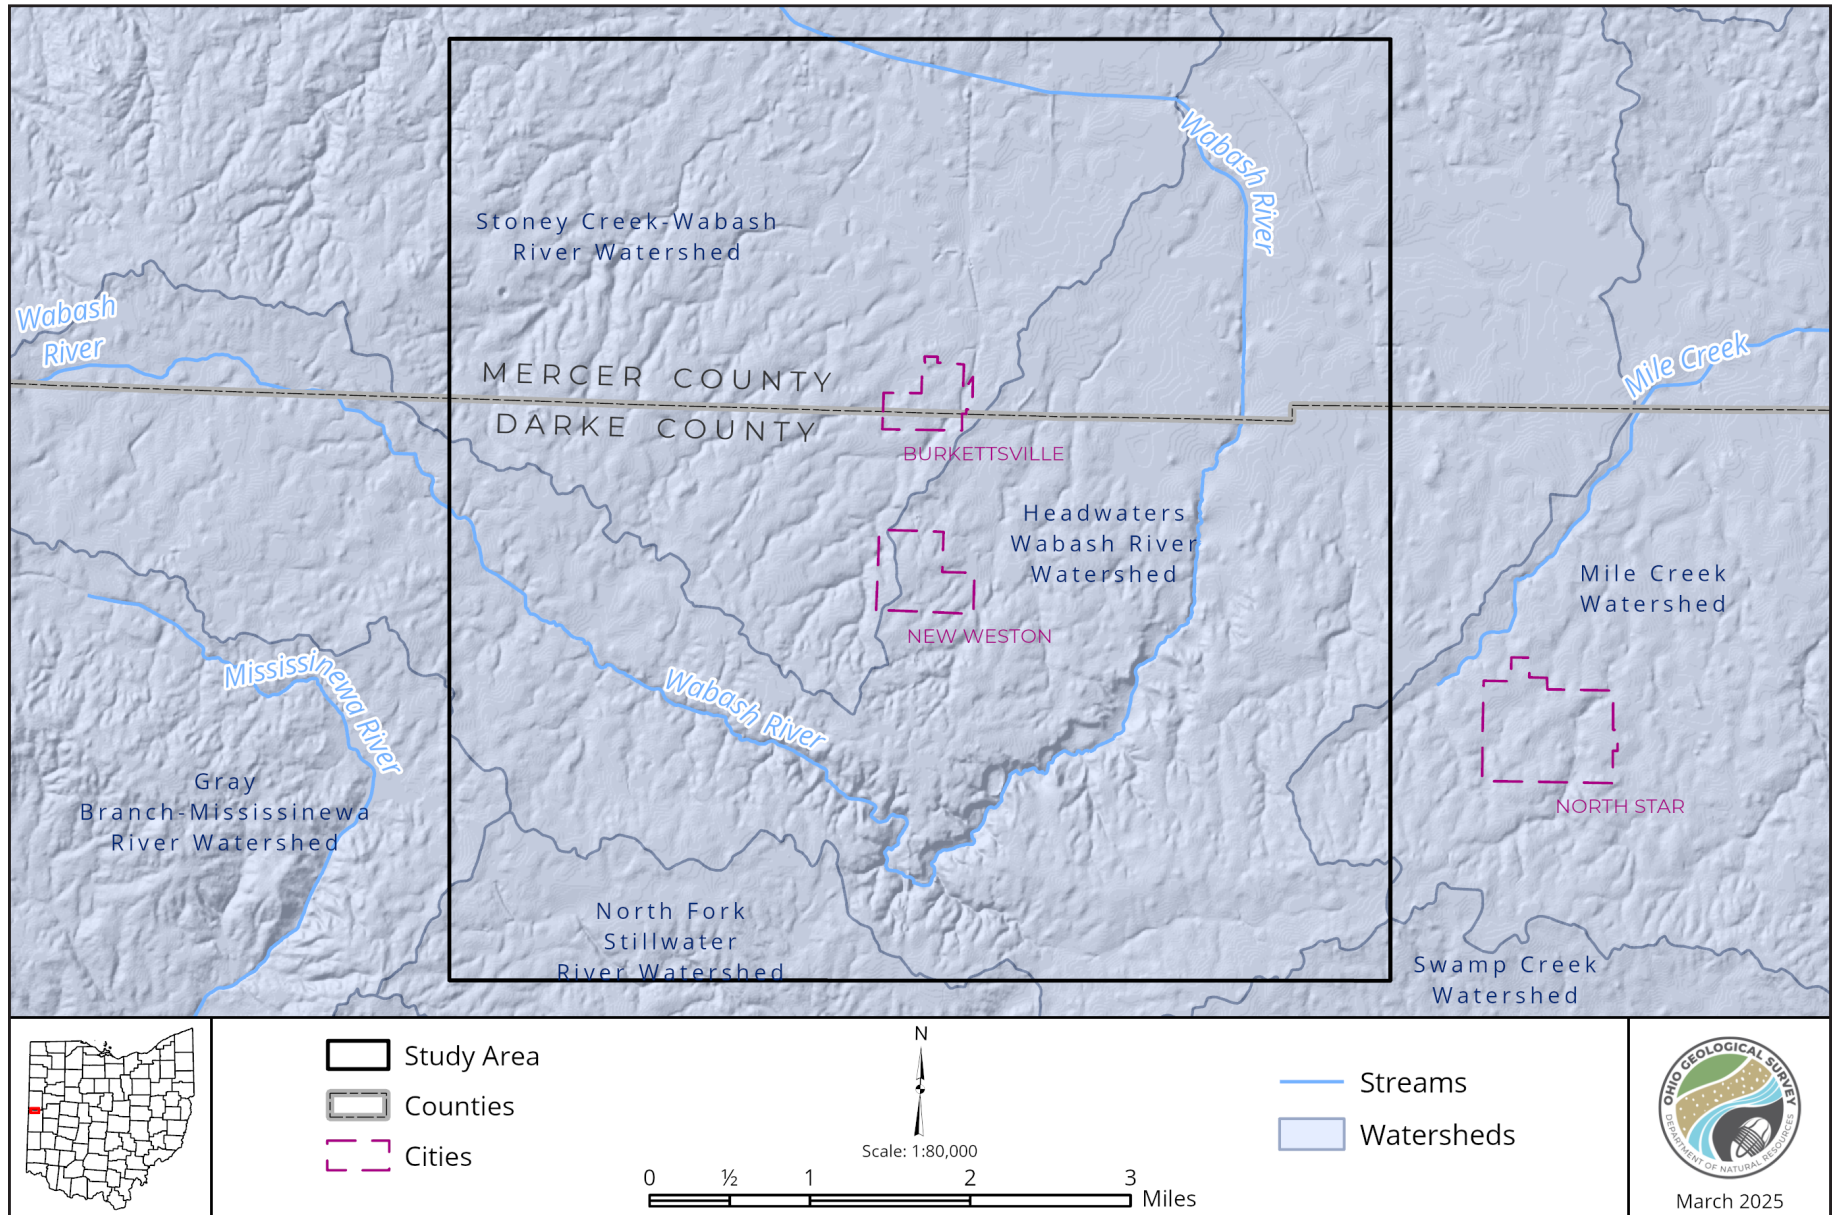 Wabash River
Stoney Creek-Wabash
River Watershed
Wabash
River
MERCER COUNTY
DARKE COUNTY
Mile Creek
BURKETTSVILLE
Headwaters
Wabash River
Watershed
Mile Creek
Watershed
NEW WESTON
Mississinewa River
Wabash River
Gray
Branch-Mississinewa
River Watershed
NORTH STAR
North Fork
Stillwater
River Watershed
Swamp Creek
Watershed
Study Area
Counties
Cities
N
Scale: 1:80,000
0 ½ 1 2 3
Miles
Streams
Watersheds
OHIO GEOLOGICAL SURVEY
DEPARTMENT OF NATURAL RESOURCES
March 2025